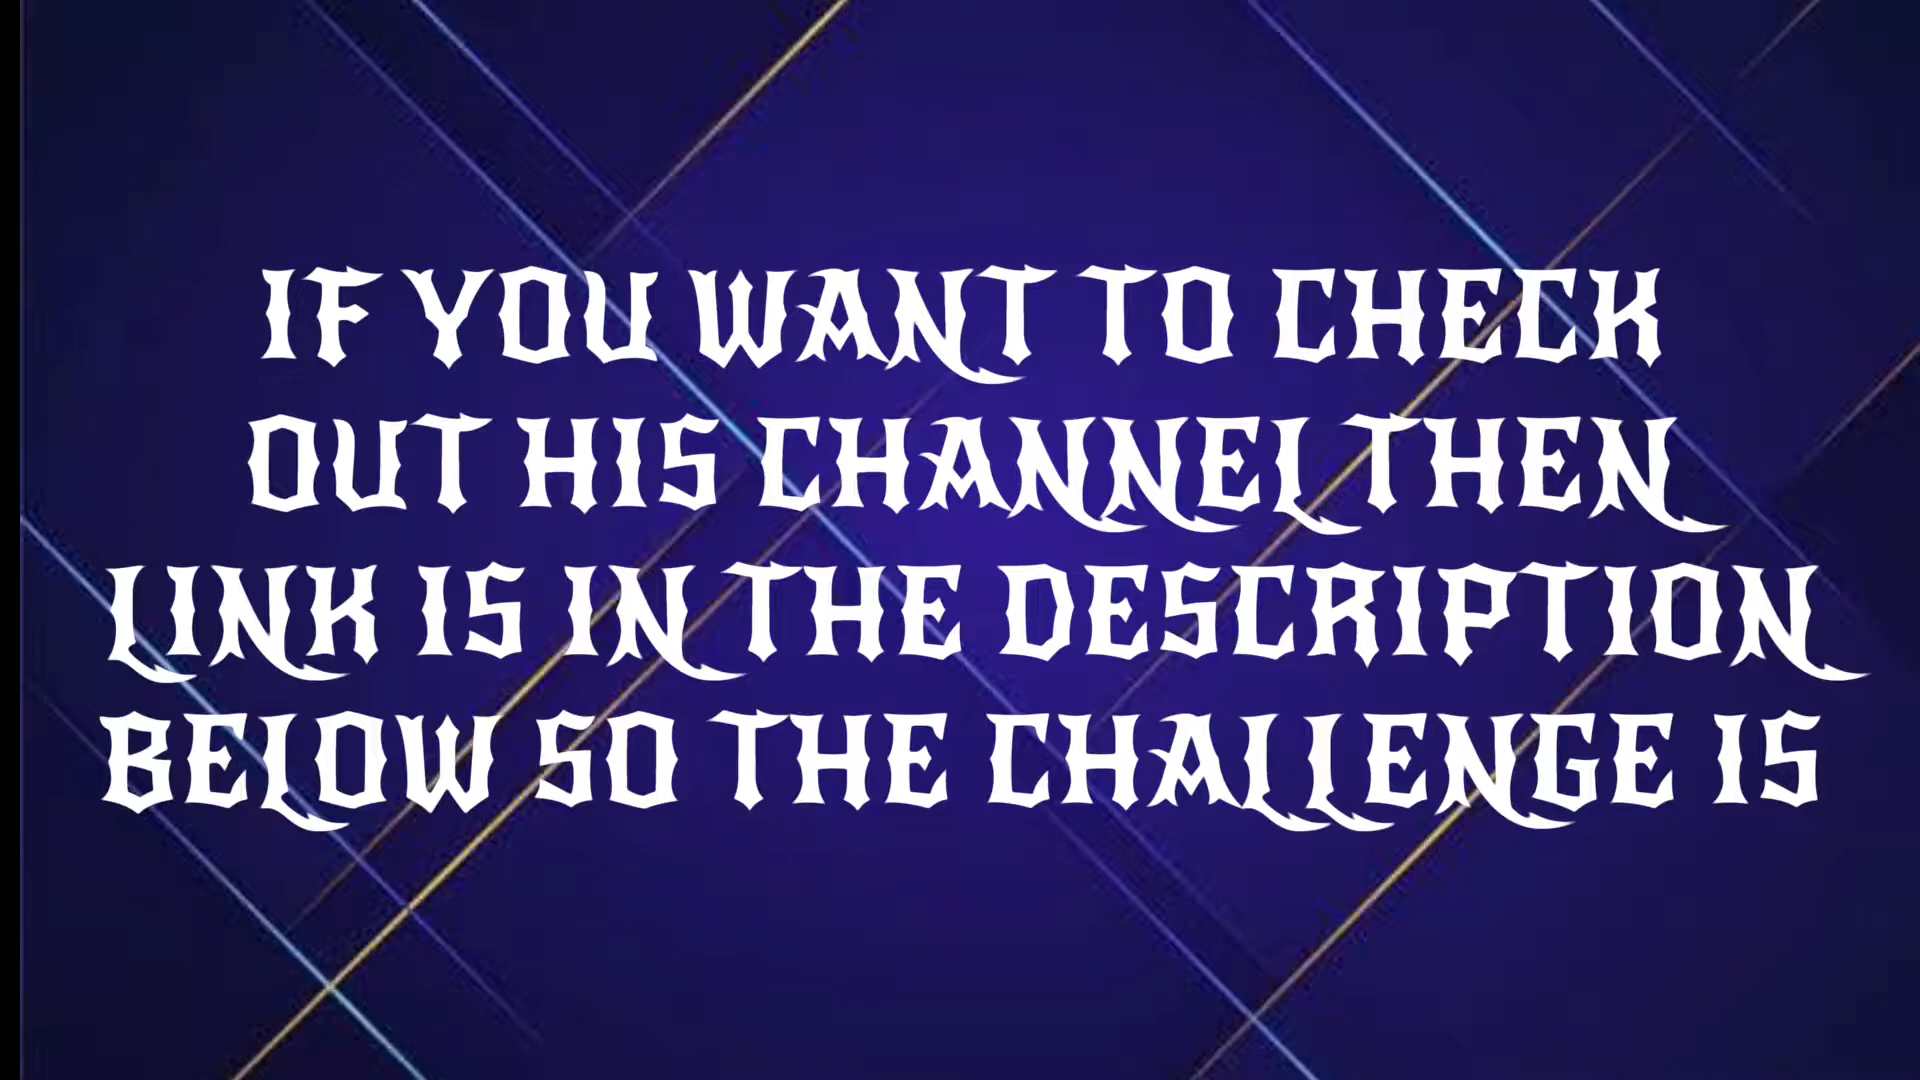 IF YOU WANT TO CHECK
OUT HIS CHANNEL THEN
LINK IS IN THE DESCRIPTION
BELOW SO THE CHALLENGE IS